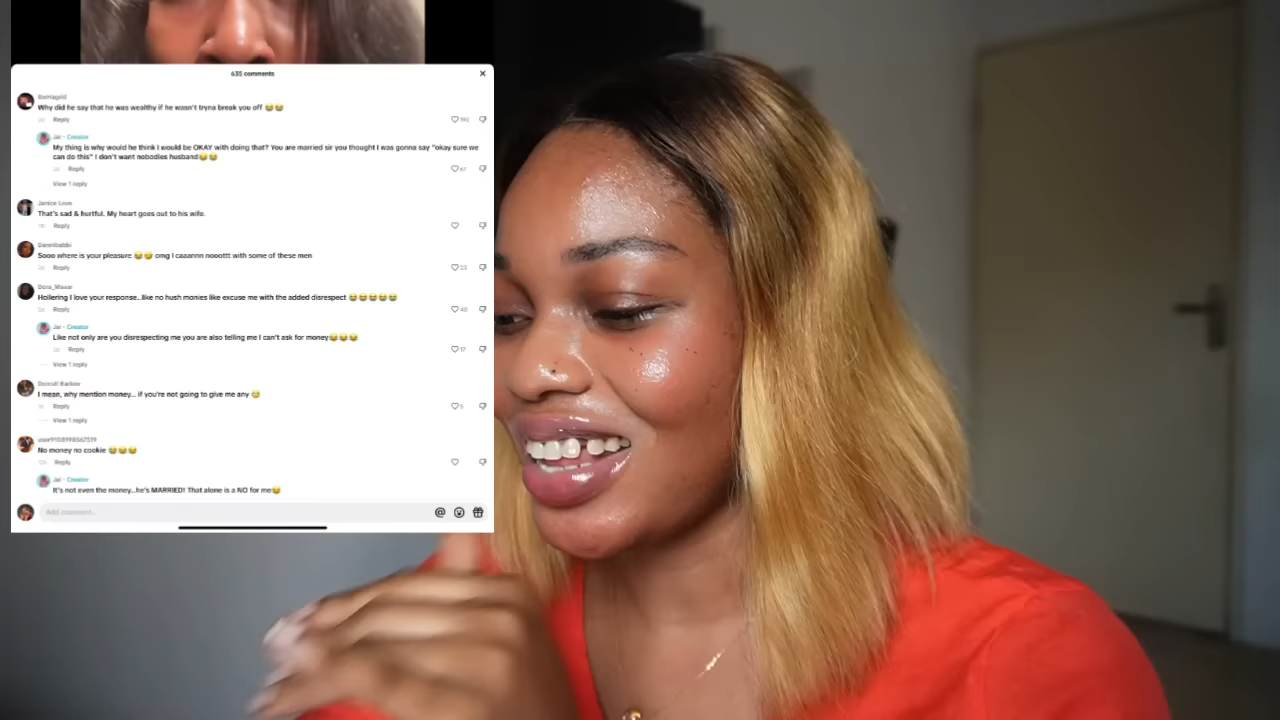 635 comments
Why did he say that he was wealthy if he wasn't tryna break you off 😂😂
Reply
Jai · Creator
My thing is why would he think I would be OKAY with doing that? You are married sir you thought I was gonna say "okay sure we
can do this" I don't want nobodies husband😂😂
Reply
View 1 reply
Janice Love
That's sad & hurtful. My heart goes out to his wife.
Reply
Sooo where is your pleasure 😂😂 omg I caaannn nooottt with some of these men
Reply
23
Hollering I love your response..like no hush monies like excuse me with the added disrespect 😂😂😂😂😂
Reply
40
Jai · Creator
Like not only are you disrespecting me you are also telling me I can't ask for money😂😂😂
Reply
17
View 1 reply
I mean, why mention money... if you're not going to give me any
Reply
5
View 1 reply
No money no cookie 😂😂😂
Reply
Jai · Creator
It's not even the money...he's MARRIED! That alone is a NO for me😂
Add comment...